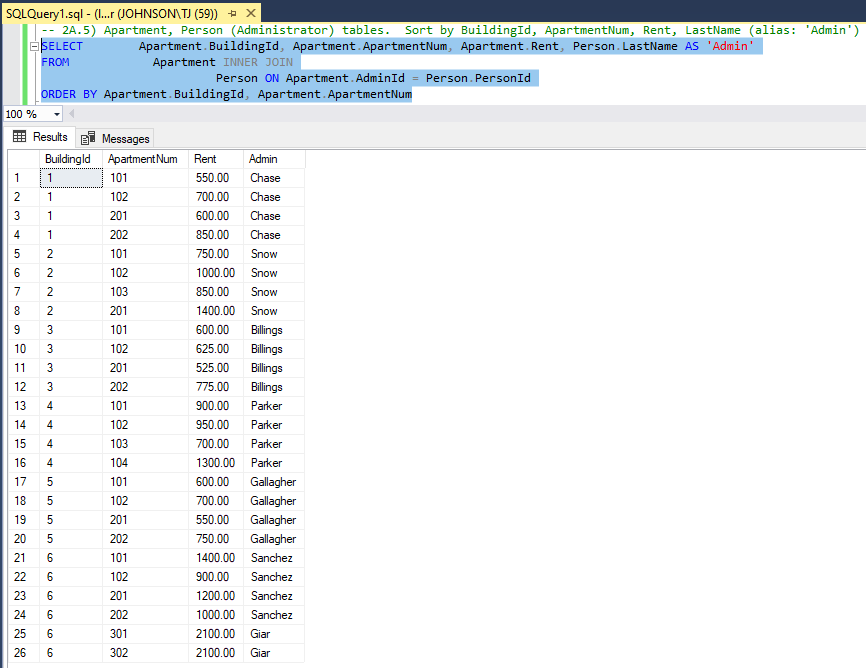 SQLQuery1.sql - (l...r (JOHNSON\TJ (59))
-- 2A.5) Apartment, Person (Administrator) tables.  Sort by BuildingId, ApartmentNum, Rent, LastName (alias: 'Admin')
SELECT Apartment.BuildingId, Apartment.ApartmentNum, Apartment.Rent, Person.LastName AS 'Admin'
FROM Apartment INNER JOIN
Person ON Apartment.AdminId = Person.PersonId
ORDER BY Apartment.BuildingId, Apartment.ApartmentNum
100 %
Results Messages
BuildingId ApartmentNum Rent Admin
1 1 101 550.00 Chase
2 1 102 700.00 Chase
3 1 201 600.00 Chase
4 1 202 850.00 Chase
5 2 101 750.00 Snow
6 2 102 1000.00 Snow
7 2 103 850.00 Snow
8 2 201 1400.00 Snow
9 3 101 600.00 Billings
10 3 102 625.00 Billings
11 3 201 525.00 Billings
12 3 202 775.00 Billings
13 4 101 900.00 Parker
14 4 102 950.00 Parker
15 4 103 700.00 Parker
16 4 104 1300.00 Parker
17 5 101 600.00 Gallagher
18 5 102 700.00 Gallagher
19 5 201 550.00 Gallagher
20 5 202 750.00 Gallagher
21 6 101 1400.00 Sanchez
22 6 102 900.00 Sanchez
23 6 201 1200.00 Sanchez
24 6 202 1000.00 Sanchez
25 6 301 2100.00 Giar
26 6 302 2100.00 Giar